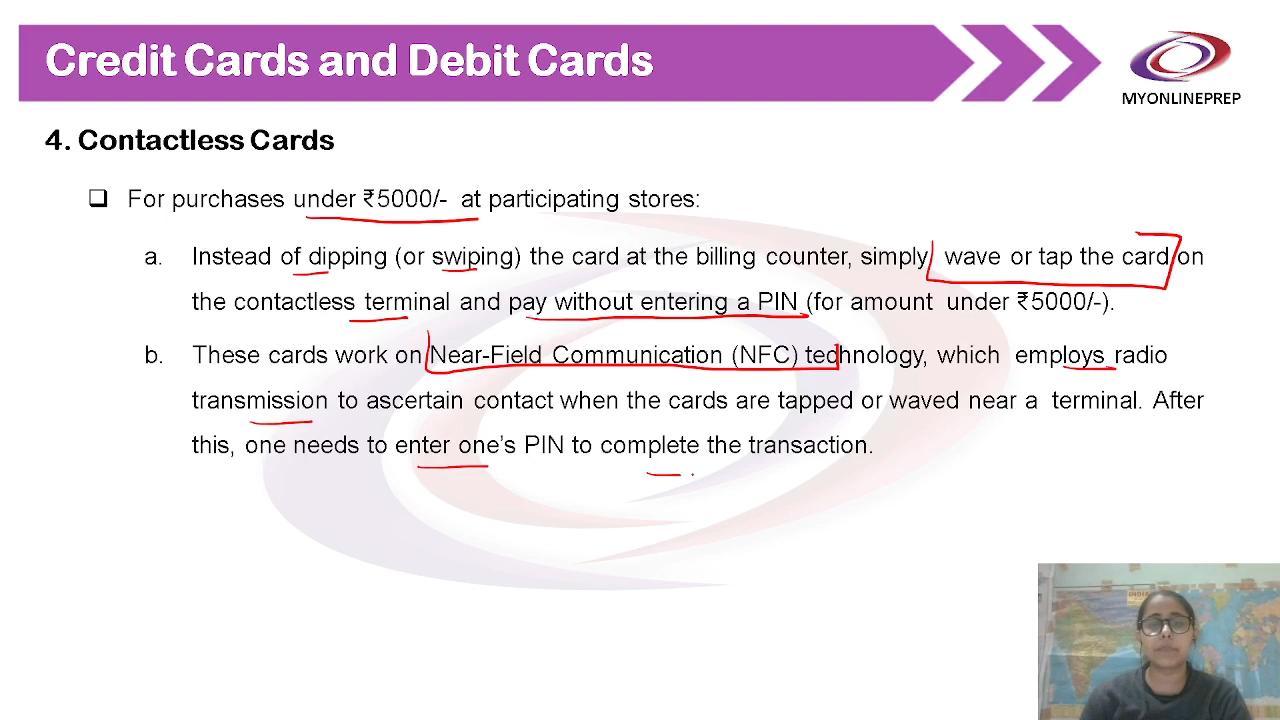 Credit Cards and Debit Cards
MYONLINEPREP
4. Contactless Cards
❑ For purchases under ₹5000/- at participating stores:
a. Instead of dipping (or swiping) the card at the billing counter, simply wave or tap the card on
the contactless terminal and pay without entering a PIN (for amount under ₹5000/-).
b. These cards work on Near-Field Communication (NFC) technology, which employs radio
transmission to ascertain contact when the cards are tapped or waved near a terminal. After
this, one needs to enter one's PIN to complete the transaction.
INDIA